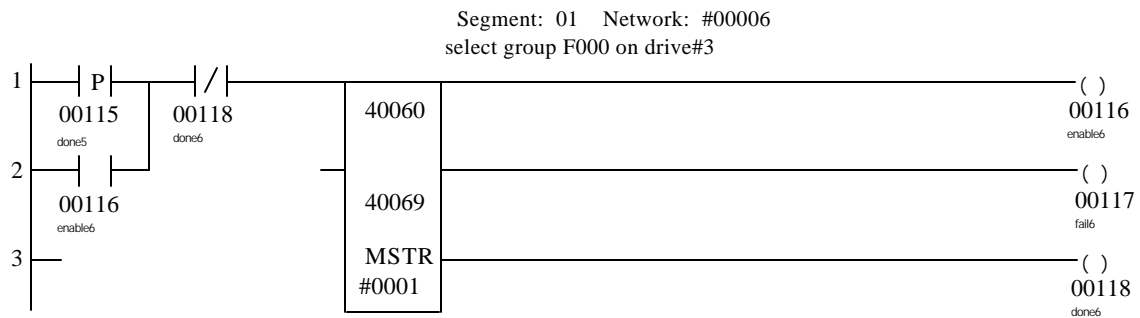 Segment: 01 Network: #00006
select group F000 on drive#3
1 P / ( )
00115 00118 40060 00116
done5 done6 enable6
2 ( )
00116 40069 00117
enable6 fail6
3 MSTR ( )
#0001 00118
done6